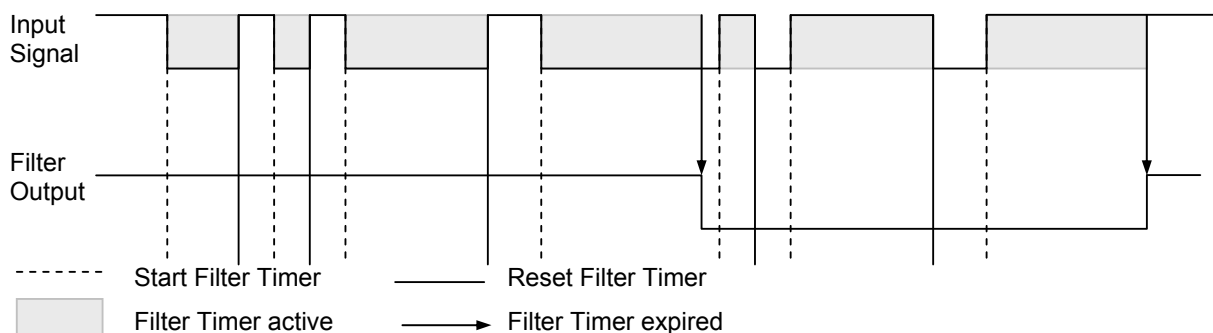 Input
Signal
Filter
Output
Start Filter Timer
Reset Filter Timer
Filter Timer active
Filter Timer expired